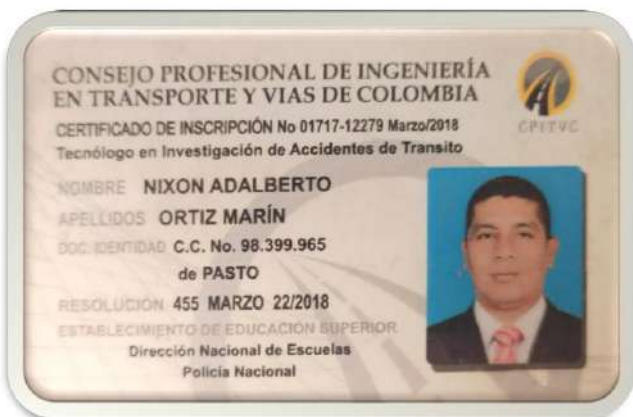 CONSEJO PROFESIONAL DE INGENIERÍA
EN TRANSPORTE Y VIAS DE COLOMBIA
CPITVC
CERTIFICADO DE INSCRIPCIÓN No 01717-12279 Marzo/2018
Tecnólogo en Investigación de Accidentes de Transito
NOMBRE NIXON ADALBERTO
APELLIDOS ORTIZ MARÍN
DOC. IDENTIDAD C.C. No. 98.399.965
de PASTO
RESOLUCIÓN 455 MARZO 22/2018
ESTABLECIMIENTO DE EDUCACIÓN SUPERIOR
Dirección Nacional de Escuelas
Policía Nacional